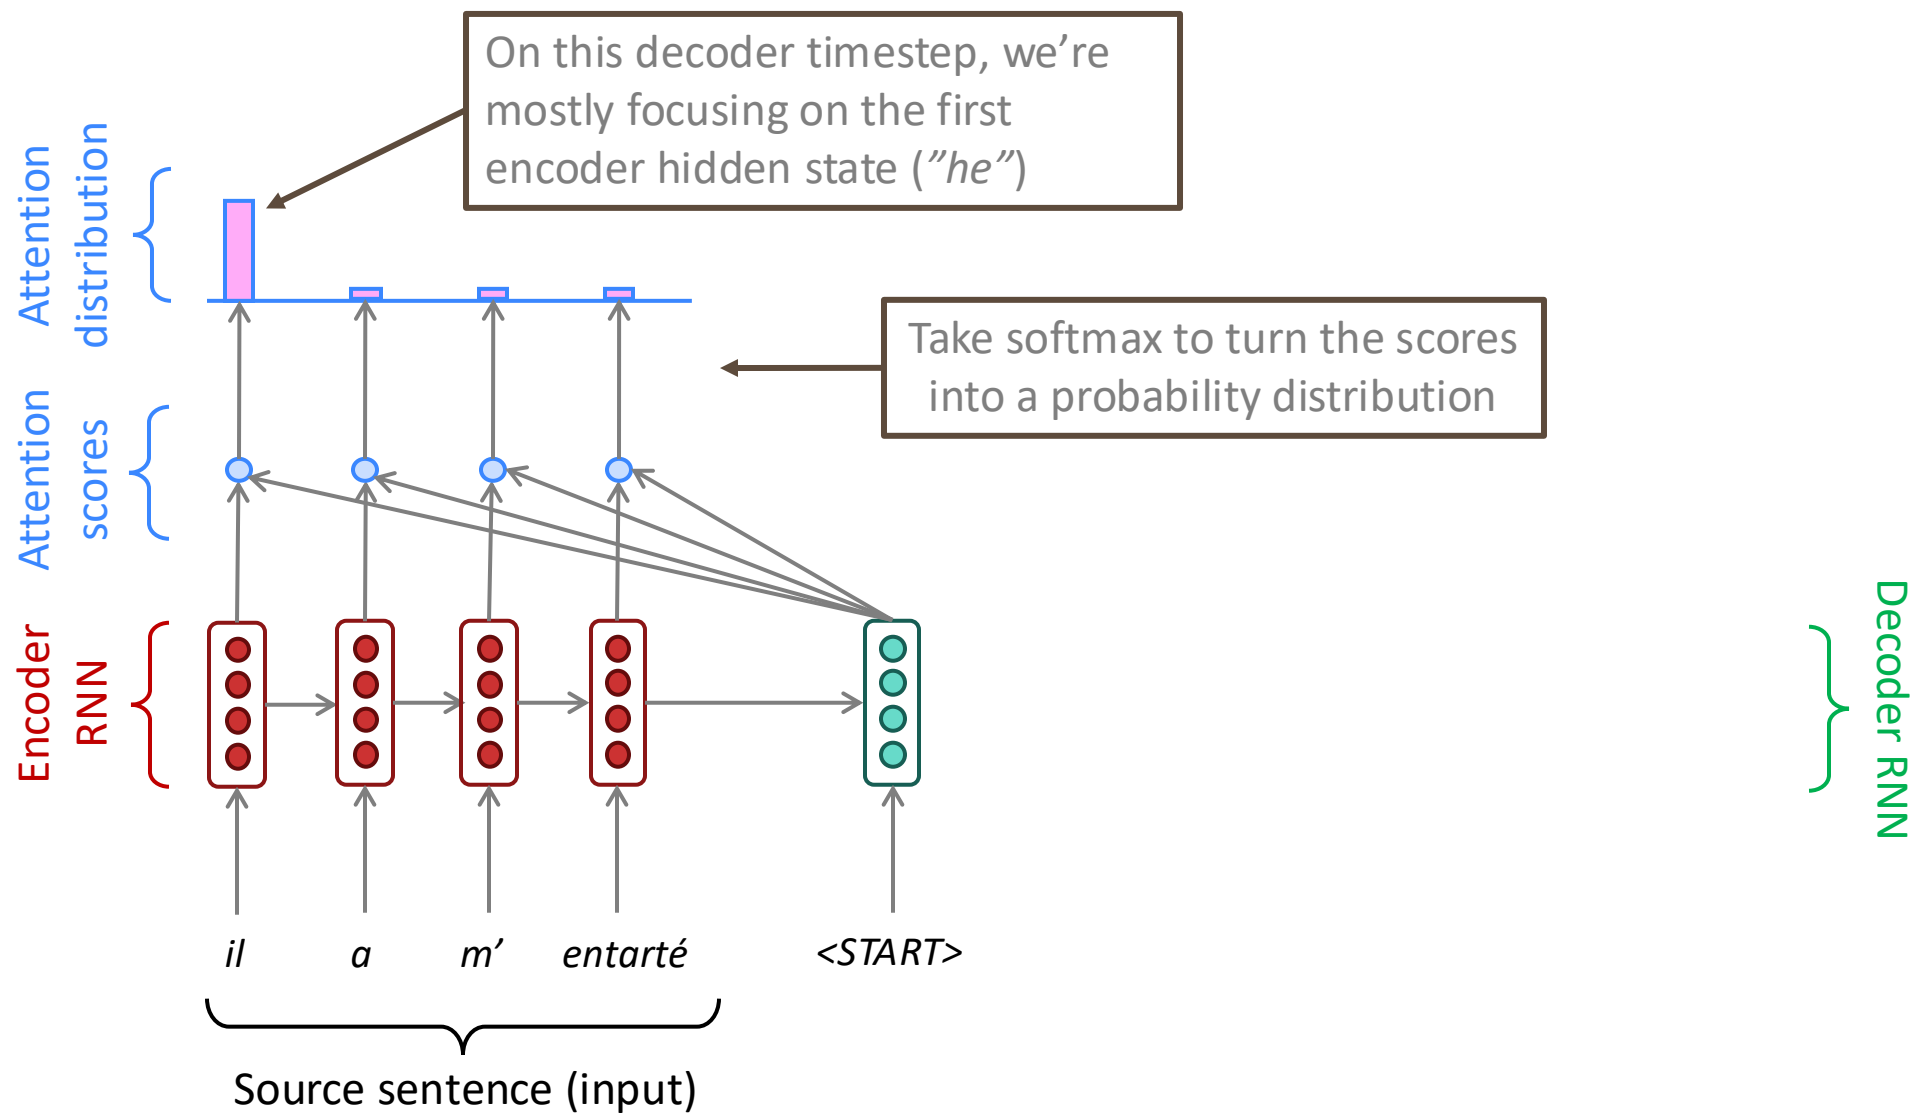 On this decoder timestep, we’re
mostly focusing on the first
encoder hidden state (”he”)
Attention
distribution
Take softmax to turn the scores
into a probability distribution
Attention
scores
Encoder
RNN
Decoder RNN
il a m’ entarté <START>
Source sentence (input)